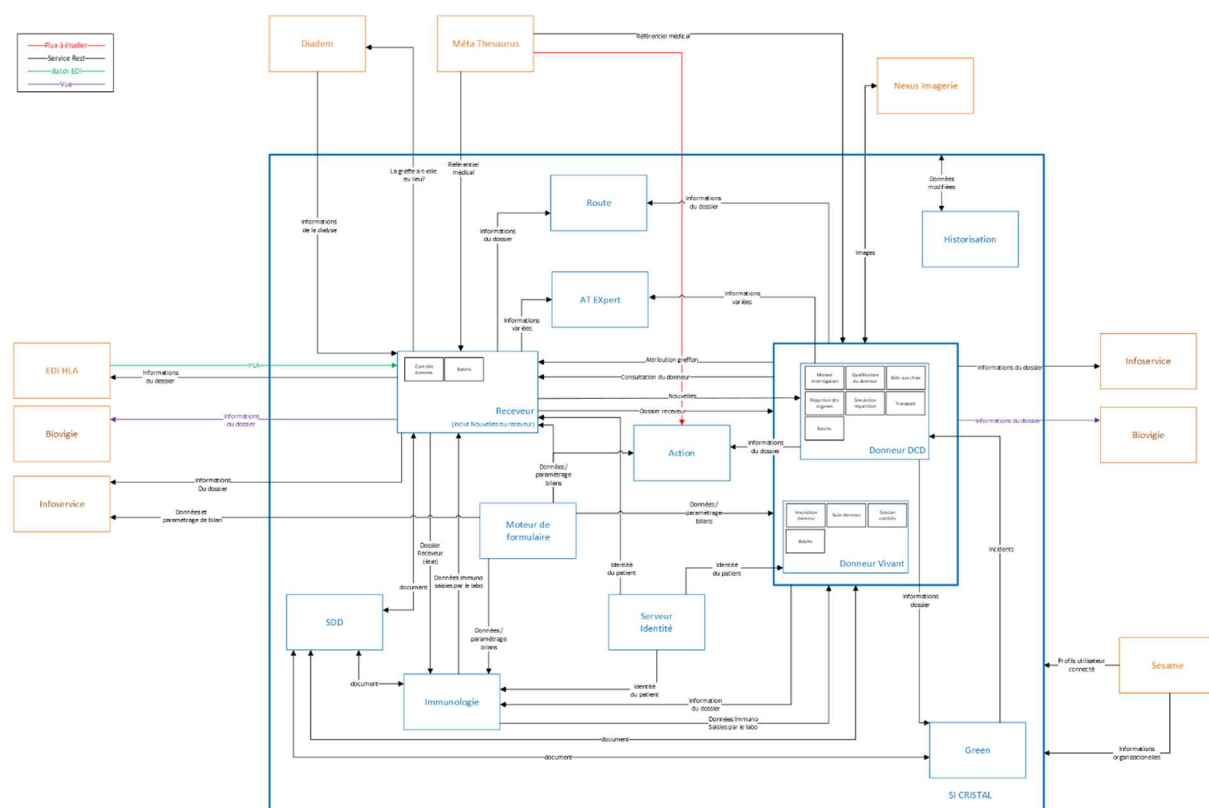 Flux à étudier
Service Rest
Batch EDI
Vue
Diadem
Méta Thesaurus
Référentiel médical
Nexus Imagerie
La greffe a-t-elle
eu lieu?
Référentiel
médical
Données
modifiées
Informations
de la dialyse
Informations
du dossier
Route
Informations
du dossier
Historisation
Images
AT EXpert
Informations
variées
Informations
variées
EDI HLA
HLA
Informations
du dossier
Contrôle
données
Batchs
Receveur
(inclut Nouvelles du receveur)
Attribution greffon
Consultation du donneur
Nouvelles
Dossier receveur
Moteur
interrogation
Qualification
du donneur
Aide aux choix
Répartition des
organes
Simulation
répartition
Transport
Batchs
Donneur DCD
Informations du dossier
Infoservice
Biovigie
Informations
du dossier
Informations du dossier
Biovigie
Action
Informations
du dossier
Infoservice
Informations
Du dossier
Données et
paramétrage de bilan
Données /
paramétrage
bilans
Moteur de
formulaire
Données /
paramétrage
bilans
Inscription
donneur
Suivi donneur
Gestion
comités
Batchs
Donneur Vivant
Dossier
Receveur
(état)
Données immuno
saisies par le labo
document
Identité
du patient
Identité
du patient
Incidents
Informations
dossier
SDD
Données /
paramétrage
bilans
Serveur
Identité
Sesame
Profils utilisateur
connecté
document
Immunologie
Identité
du patient
Information
du dossier
Données Immuno
Saisies par le labo
document
document
Green
Informations
organisationelles
SI CRISTAL